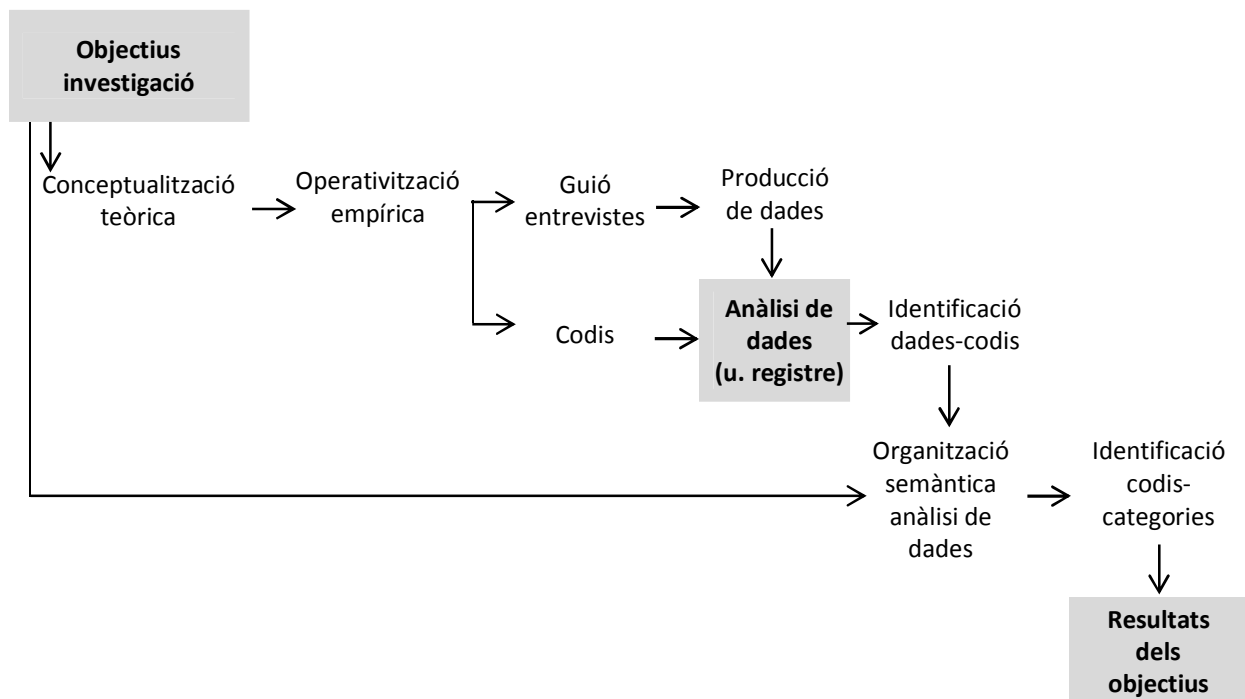 Objectius
investigació
Conceptualització
teòrica
Operativització
empírica
Guió
entrevistes
Producció
de dades
Codis
Anàlisi de
dades
(u. registre)
Identificació
dades-codis
Organització
semàntica
anàlisi de
dades
Identificació
codis-
categories
Resultats
dels
objectius